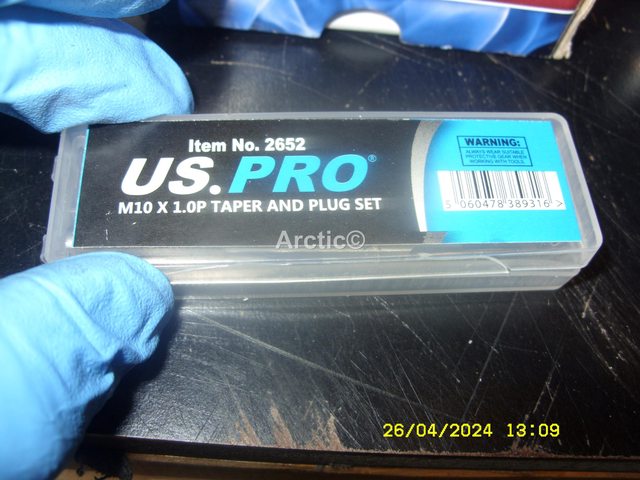 Item No. 2652
US.PRO®
M10 X 1.0P TAPER AND PLUG SET
WARNING:
ALWAYS WEAR SUITABLE
PROTECTIVE GEAR WHEN
WORKING WITH TOOLS
5 060478 389316 >
Arctic©
26/04/2024 13:09